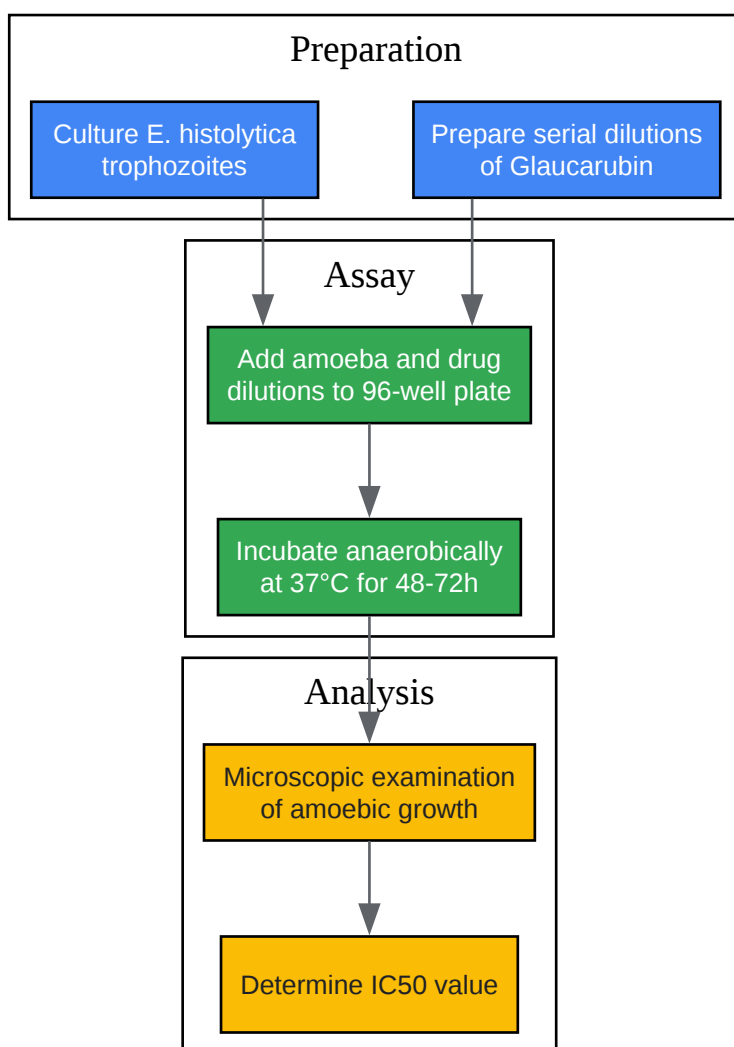 Preparation
Culture E. histolytica
trophozoites
Prepare serial dilutions
of Glaucarubin
Assay
Add amoeba and drug
dilutions to 96-well plate
Incubate anaerobically
at 37°C for 48-72h
Analysis
Microscopic examination
of amoebic growth
Determine IC50 value